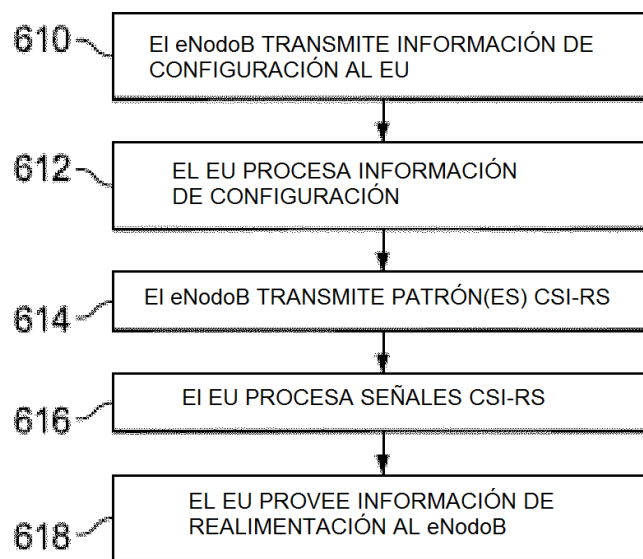 610
El eNodoB TRANSMITE INFORMACIÓN DE
CONFIGURACIÓN AL EU
612
EL EU PROCESA INFORMACIÓN
DE CONFIGURACIÓN
614
El eNodoB TRANSMITE PATRÓN(ES) CSI-RS
616
El EU PROCESA SEÑALES CSI-RS
618
EL EU PROVEE INFORMACIÓN DE
REALIMENTACIÓN AL eNodoB